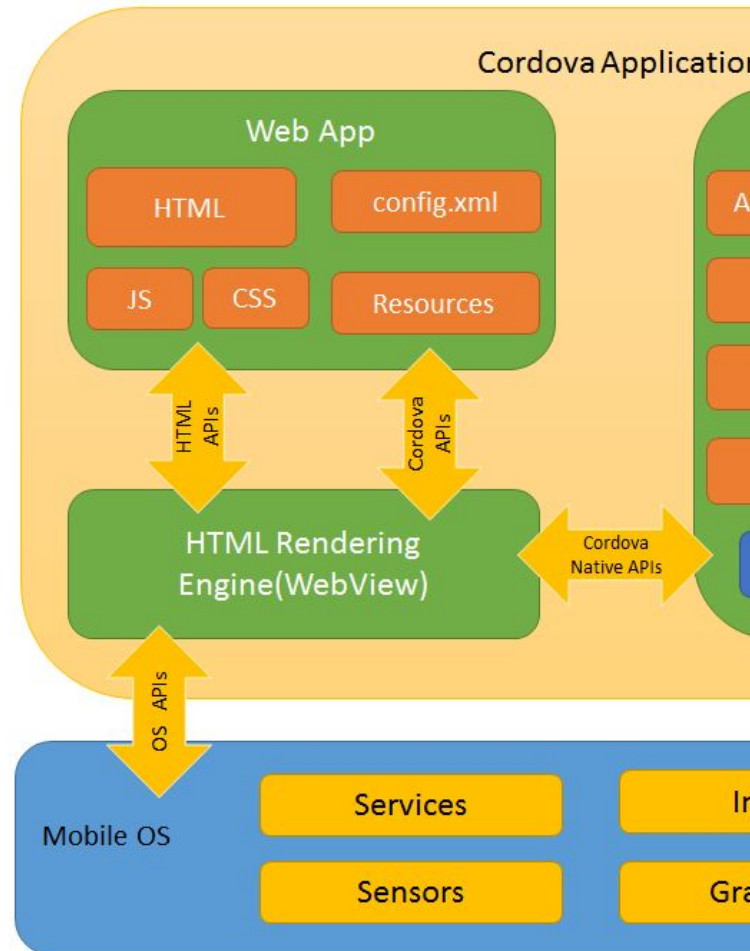 Cordova Application
Web App
HTML
config.xml
JS
CSS
Resources
HTML
APIs
Cordova
APIs
HTML Rendering
Engine(WebView)
Cordova
Native APIs
OS APIs
Mobile OS
Services
Sensors